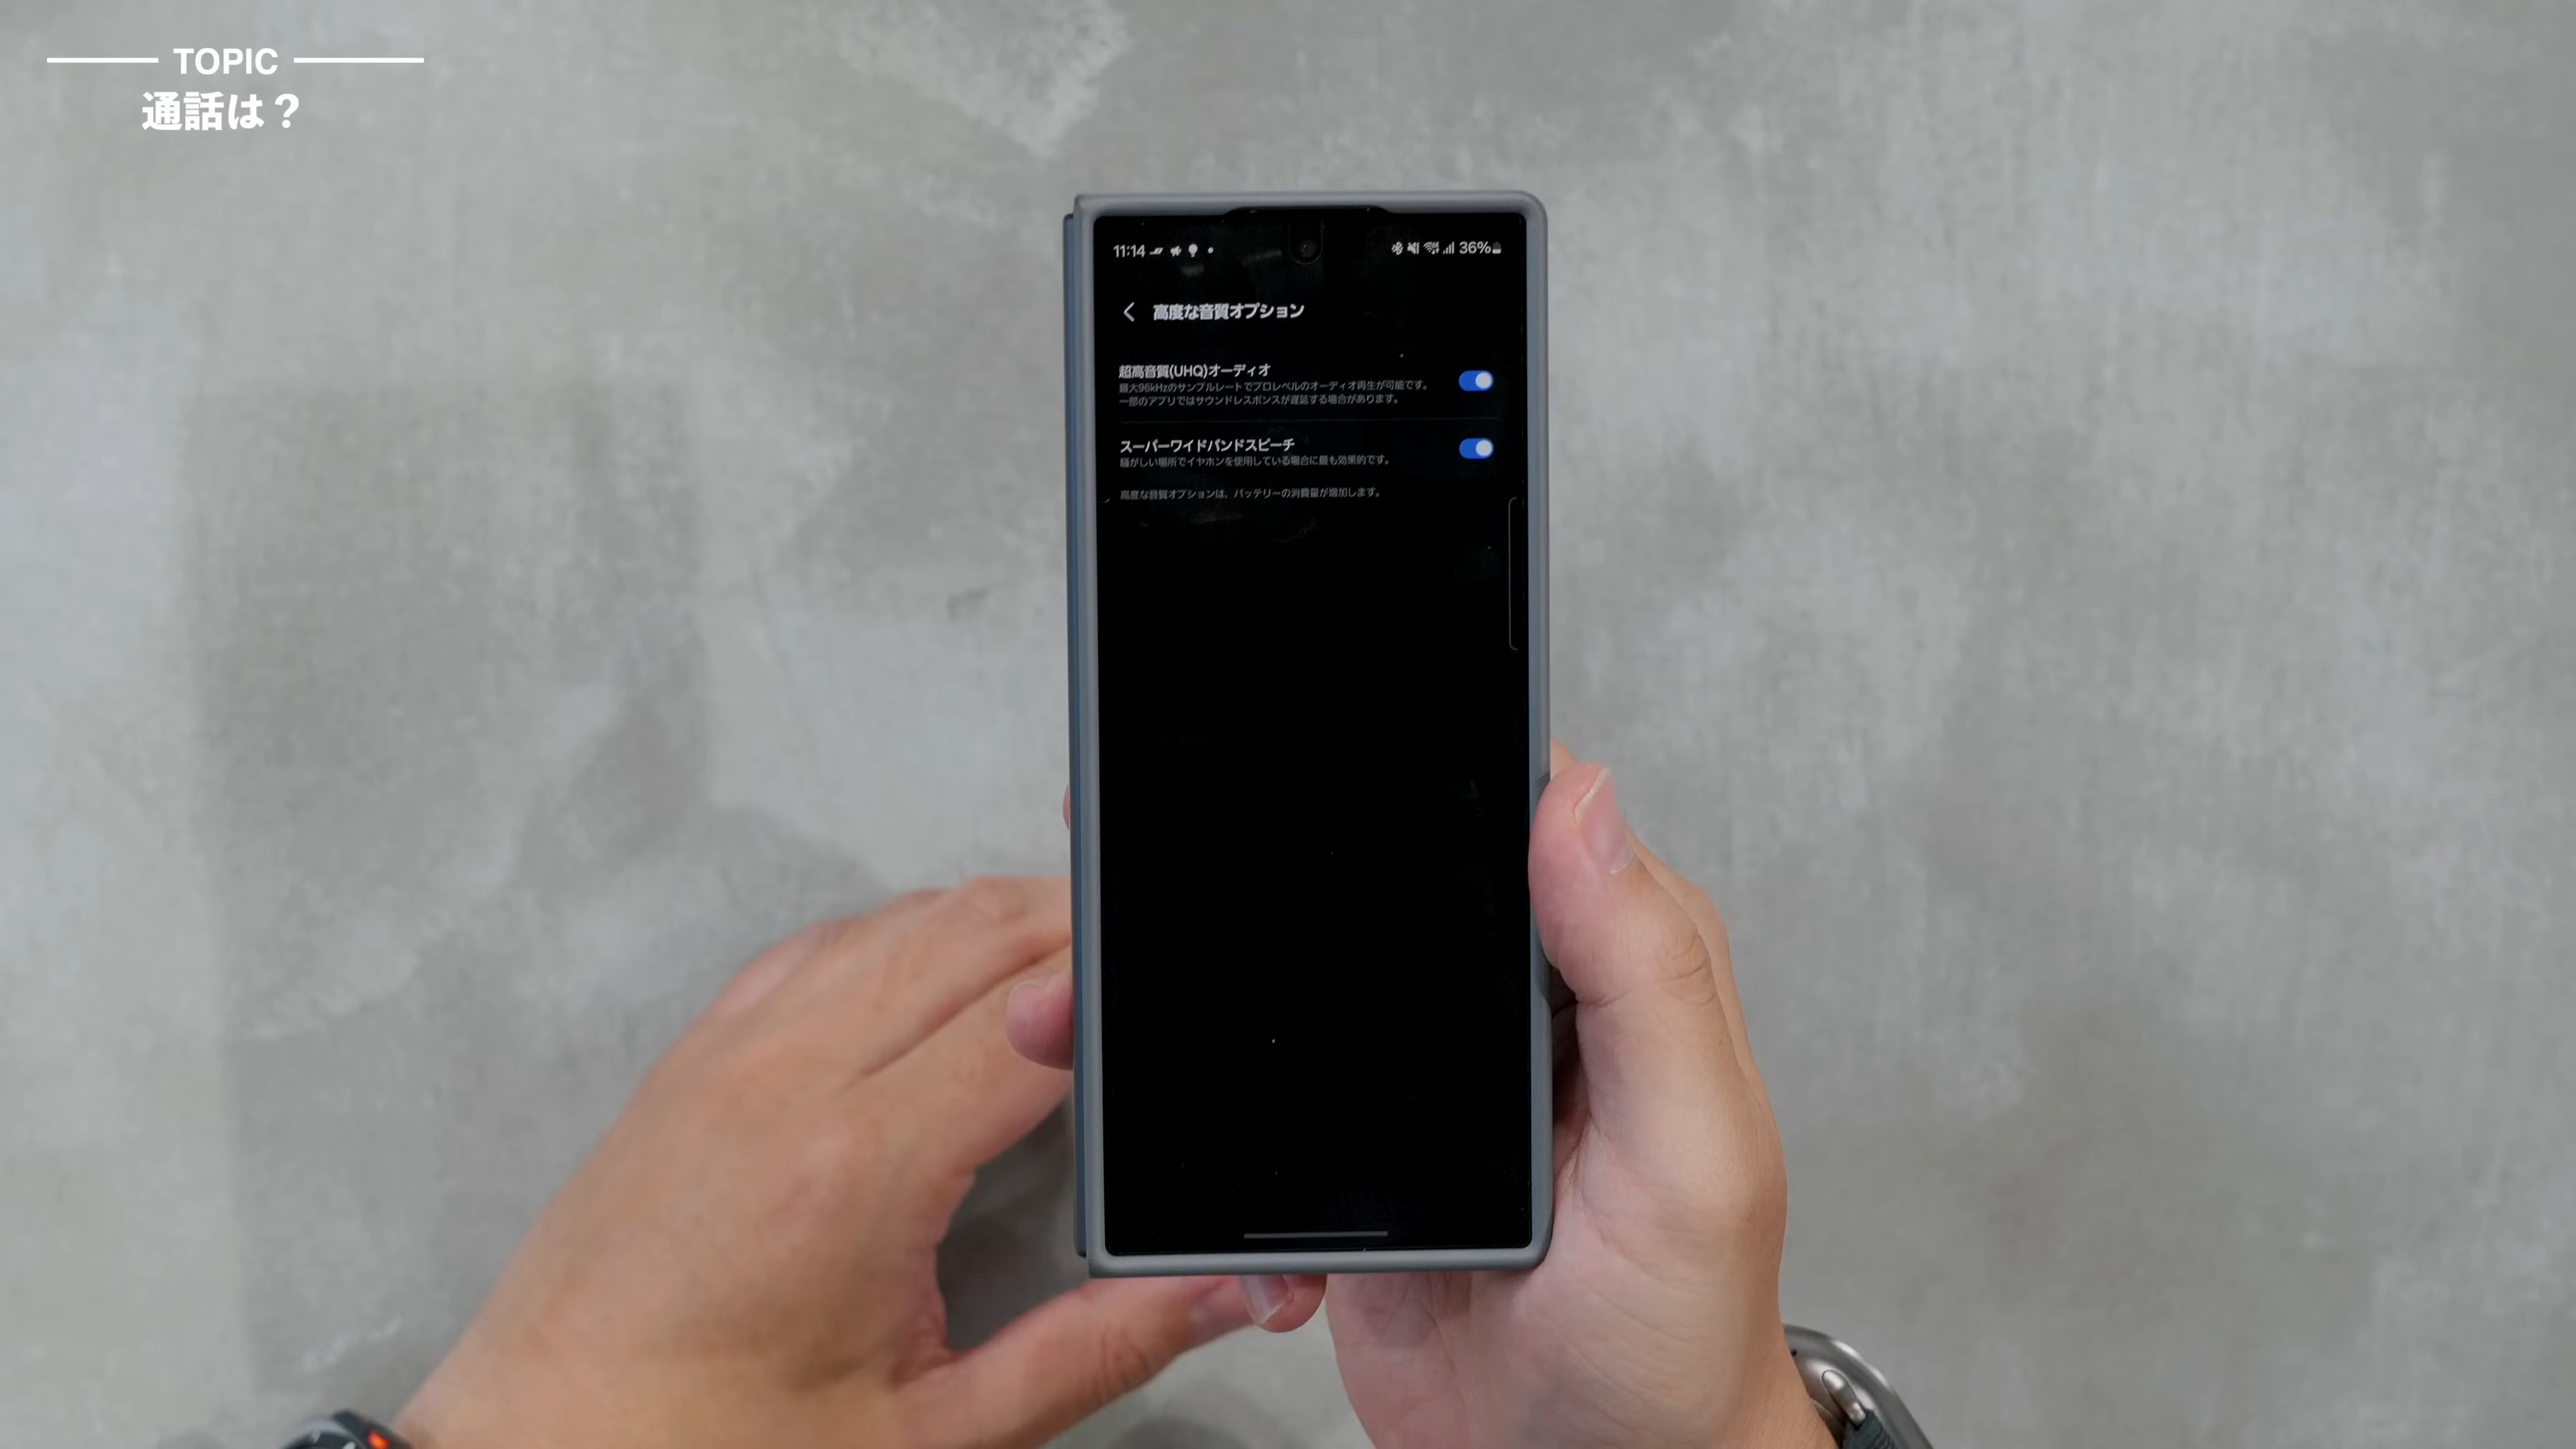 TOPIC
通話は？
11:14
36%
高度な音質オプション
超高音質(UHQ)オーディオ
最大96kHzのサンプルレートでプロレベルのオーディオ再生が可能です。
一部のアプリではサウンドレスポンスが遅延する場合があります。
スーパーワイドバンドスピーチ
騒がしい場所でイヤホンを使用している場合に最も効果的です。
高度な音質オプションは、バッテリーの消費量が増加します。